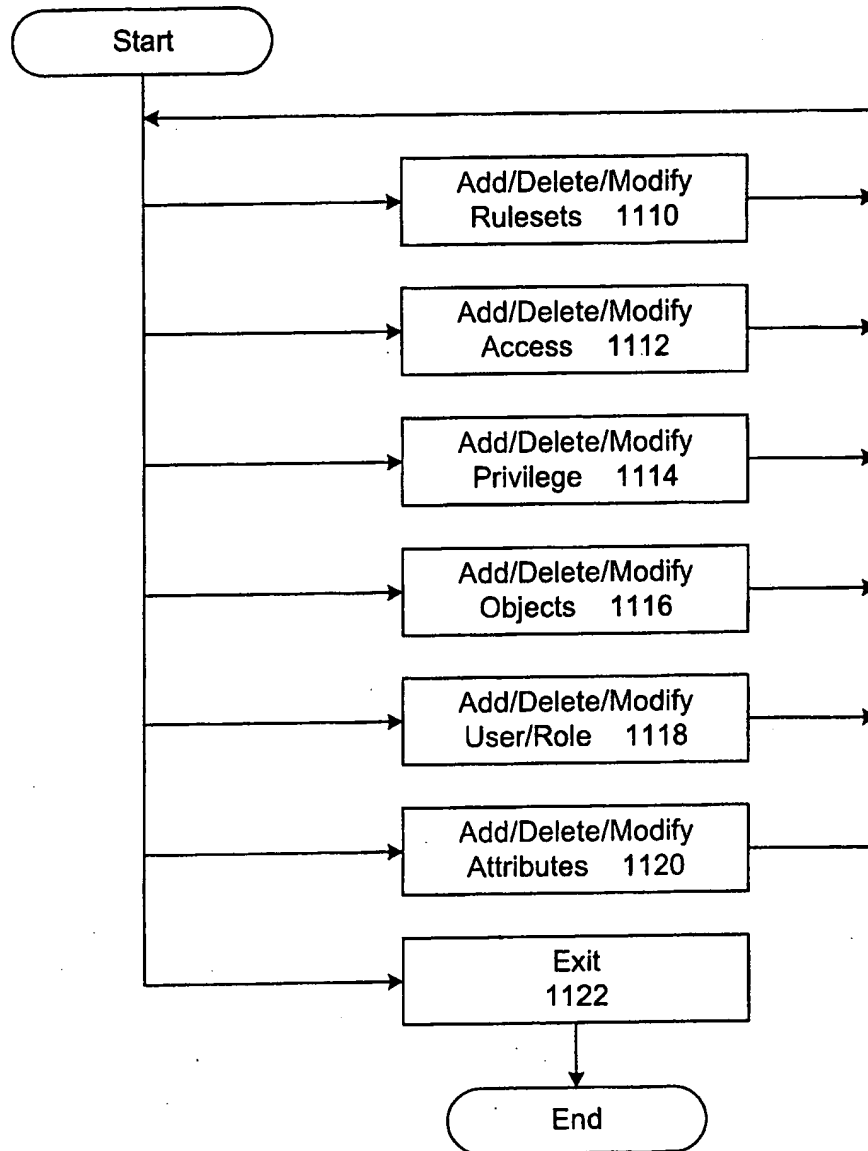 Start
Add/Delete/Modify
Rulesets 1110
Add/Delete/Modify
Access 1112
Add/Delete/Modify
Privilege 1114
Add/Delete/Modify
Objects 1116
Add/Delete/Modify
User/Role 1118
Add/Delete/Modify
Attributes 1120
Exit
1122
End